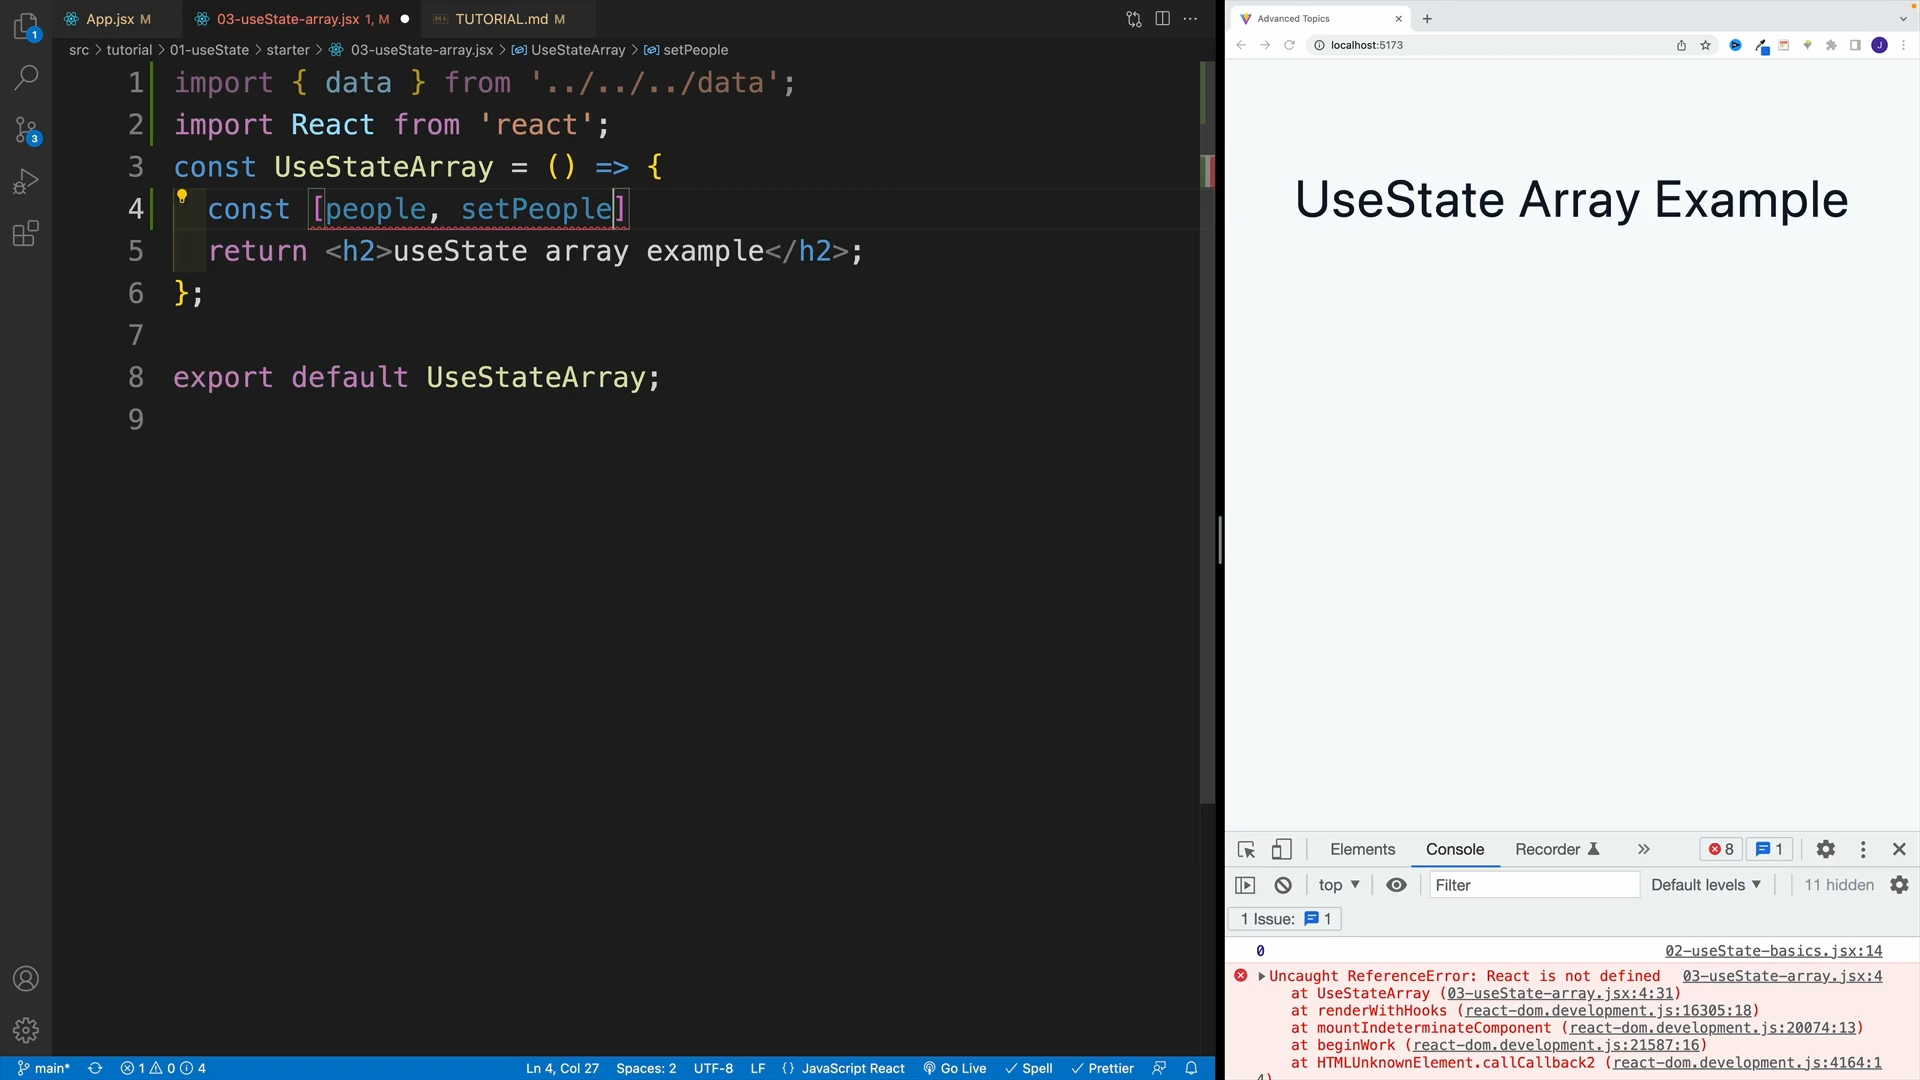 App.jsx M
03-useState-array.jsx 1, M
TUTORIAL.md M
src > tutorial > 01-useState > starter > 03-useState-array.jsx > UseStateArray > setPeople
1 import { data } from '../../../data';
2 import React from 'react';
3 const UseStateArray = () => {
4 const [people, setPeople]
5 return <h2>useState array example</h2>;
6 };
7
8 export default UseStateArray;
9
1
3
main*
1 0 4
Ln 4, Col 27
Spaces: 2
UTF-8
LF
{} JavaScript React
Go Live
Spell
Prettier
Advanced Topics
localhost:5173
J
UseState Array Example
Elements
Console
Recorder
8
1
top
Filter
Default levels
11 hidden
1 Issue: 1
0 02-useState-basics.jsx:14
Uncaught ReferenceError: React is not defined 03-useState-array.jsx:4
at UseStateArray (03-useState-array.jsx:4:31)
at renderWithHooks (react-dom.development.js:16305:18)
at mountIndeterminateComponent (react-dom.development.js:20074:13)
at beginWork (react-dom.development.js:21587:16)
at HTMLUnknownElement.callCallback2 (react-dom.development.js:4164:1
4)